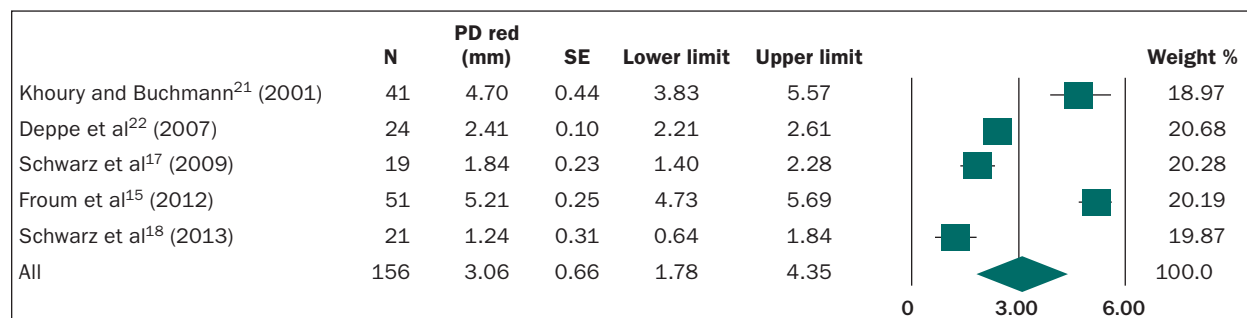 PD red
N (mm) SE Lower limit Upper limit Weight %
Khoury and Buchmann²¹ (2001) 41 4.70 0.44 3.83 5.57 18.97
Deppe et al²² (2007) 24 2.41 0.10 2.21 2.61 20.68
Schwarz et al¹⁷ (2009) 19 1.84 0.23 1.40 2.28 20.28
Froum et al¹⁵ (2012) 51 5.21 0.25 4.73 5.69 20.19
Schwarz et al¹⁸ (2013) 21 1.24 0.31 0.64 1.84 19.87
All 156 3.06 0.66 1.78 4.35 100.0
0 3.00 6.00